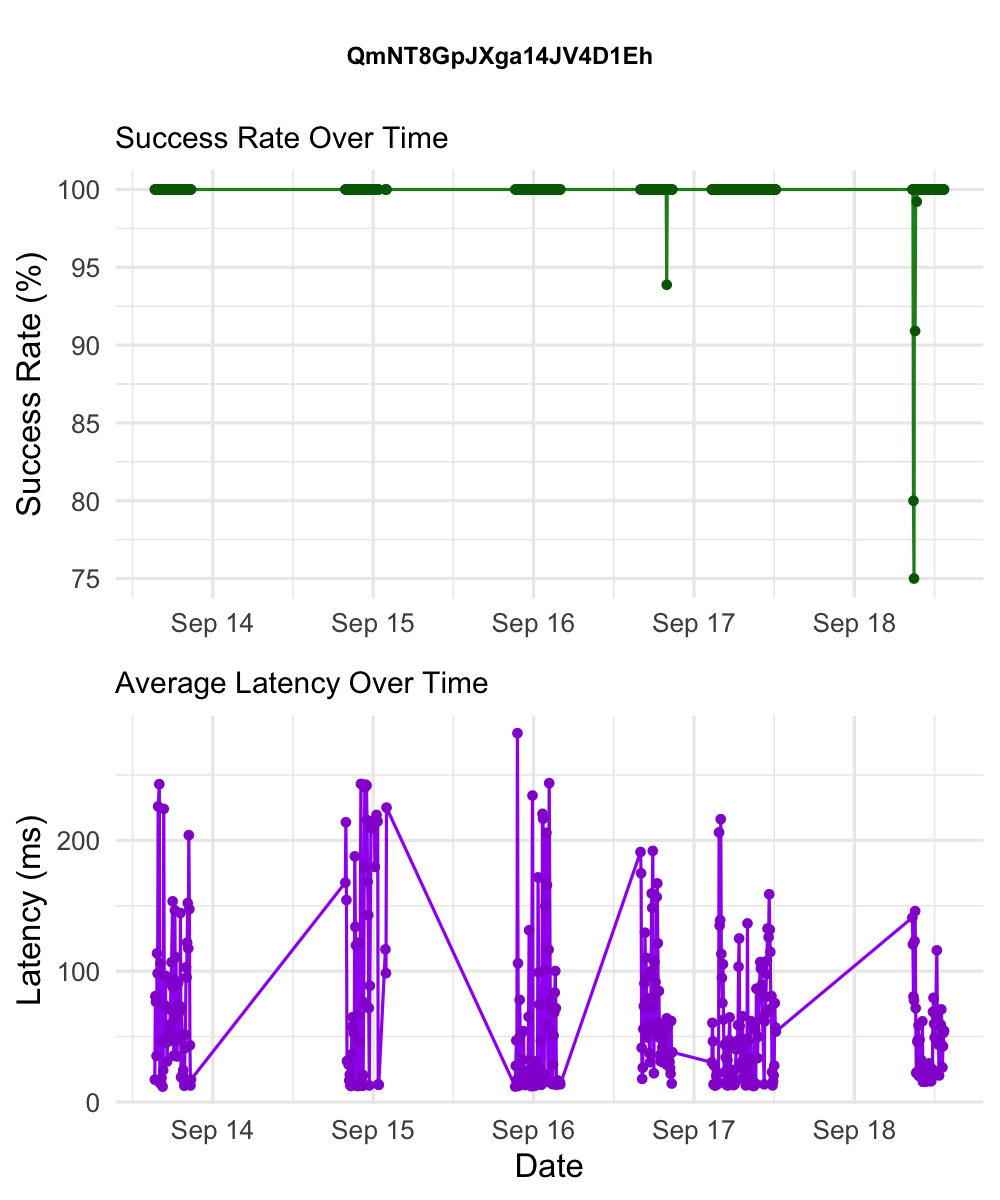 QmNT8GpJXga14JV4D1Eh
Success Rate Over Time
Success Rate (%)
100
95
90
85
80
75
Sep 14 Sep 15 Sep 16 Sep 17 Sep 18
Average Latency Over Time
Latency (ms)
200
100
0
Sep 14 Sep 15 Sep 16 Sep 17 Sep 18
Date